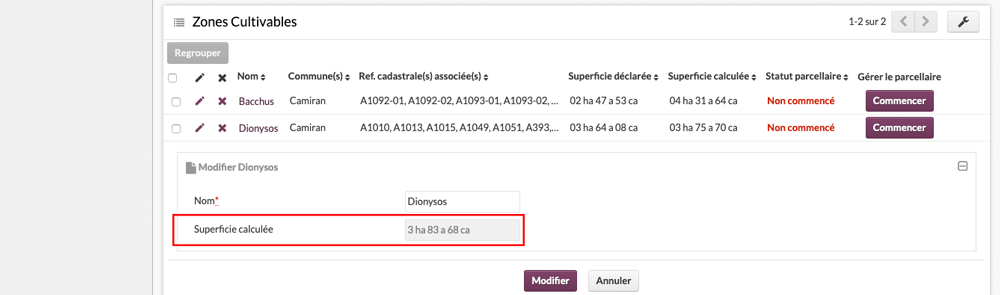 Zones Cultivables 1-2 sur 2
Regrouper
Nom Commune(s) Ref. cadastrale(s) associée(s) Superficie déclarée Superficie calculée Statut parcellaire Gérer le parcellaire
Bacchus Camiran A1092-01, A1092-02, A1093-01, A1093-02, ... 02 ha 47 a 53 ca 04 ha 31 a 64 ca Non commencé Commencer
Dionysos Camiran A1010, A1013, A1015, A1049, A1051, A393,... 03 ha 64 a 08 ca 03 ha 75 a 70 ca Non commencé Commencer
Modifier Dionysos
Nom* Dionysos
Superficie calculée 3 ha 83 a 68 ca
Modifier Annuler